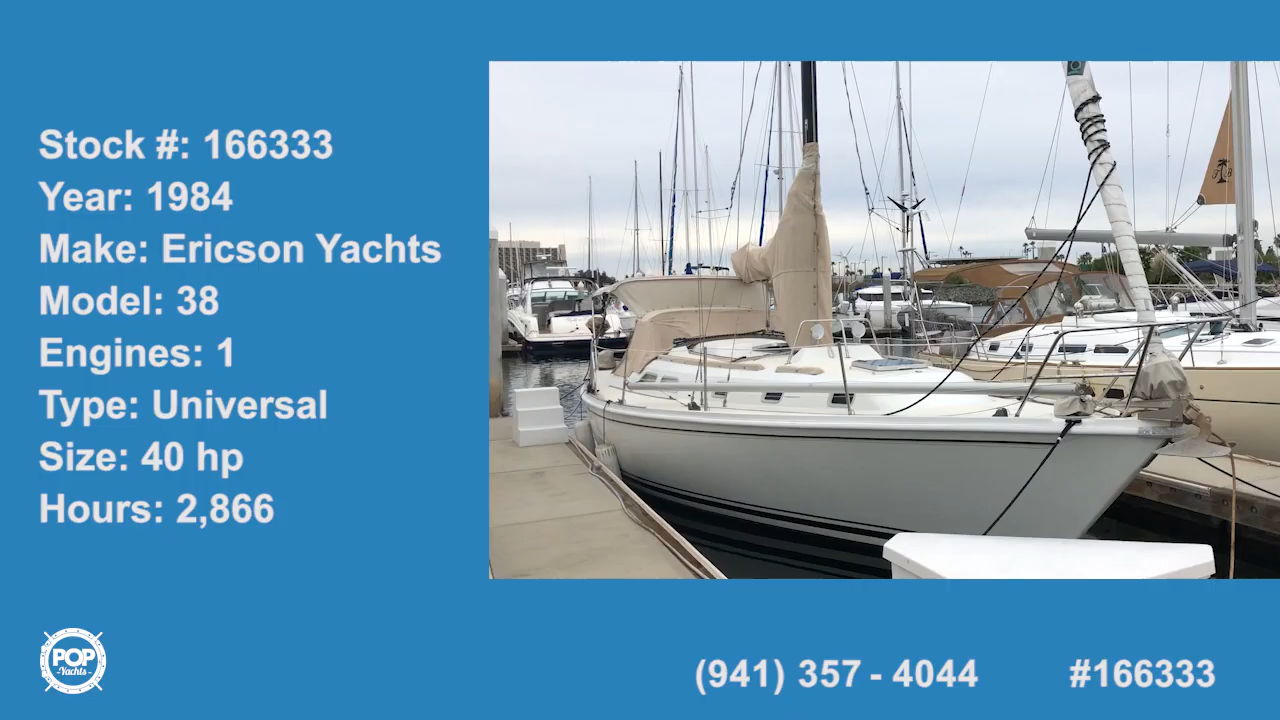 Stock #: 166333
Year: 1984
Make: Ericson Yachts
Model: 38
Engines: 1
Type: Universal
Size: 40 hp
Hours: 2,866
POP
Yachts
(941) 357 - 4044
#166333